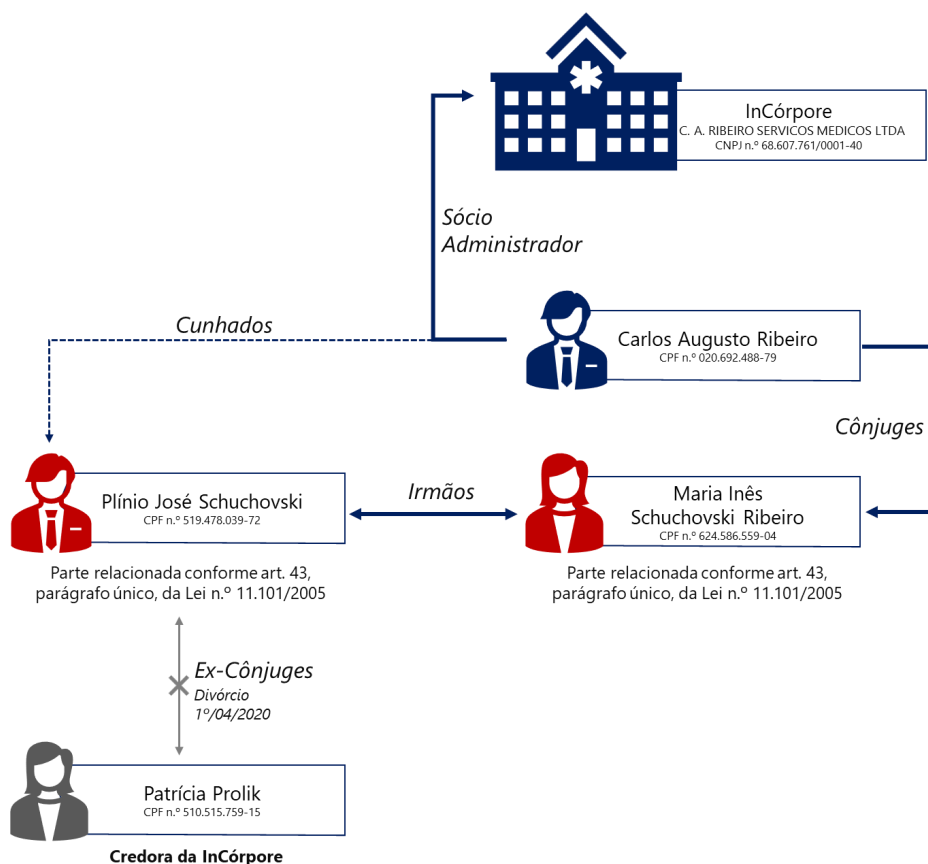 InCórpore
C. A. RIBEIRO SERVICOS MEDICOS LTDA
CNPJ n.º 68.607.761/0001-40
Sócio
Administrador
Cunhados
Carlos Augusto Ribeiro
CPF n.º 020.692.488-79
Cônjuges
Plínio José Schuchovski
CPF n.º 519.478.039-72
Irmãos
Maria Inês
Schuchovski Ribeiro
CPF n.º 624.586.559-04
Parte relacionada conforme art. 43,
parágrafo único, da Lei n.º 11.101/2005
Parte relacionada conforme art. 43,
parágrafo único, da Lei n.º 11.101/2005
Ex-Cônjuges
Divórcio
1º/04/2020
Patrícia Prolik
CPF n.º 510.515.759-15
Credora da InCórpore